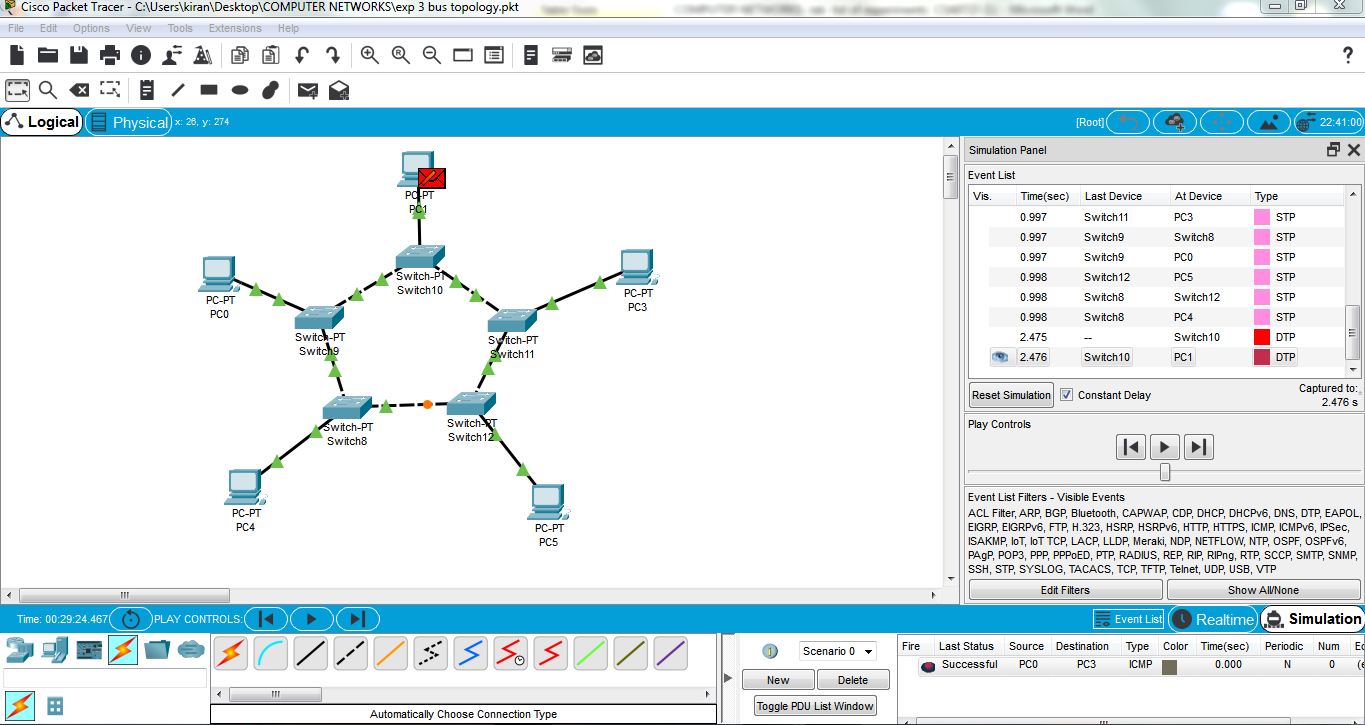 Cisco Packet Tracer - C:\Users\kiran\Desktop\COMPUTER NETWORKS\exp 3 bus topology.pkt
File Edit Options View Tools Extensions Help
Logical Physical x: 26, y: 274 [Root] 22:41:00
PC-PT
PC1
Switch-PT
Switch10
PC-PT
PC0
PC-PT
PC3
Switch-PT
Switch9
Switch-PT
Switch11
Switch-PT
Switch8
Switch-PT
Switch12
PC-PT
PC4
PC-PT
PC5
Simulation Panel
Event List
Vis. Time(sec) Last Device At Device Type
0.997 Switch11 PC3 STP
0.997 Switch9 Switch8 STP
0.997 Switch9 PC0 STP
0.998 Switch12 PC5 STP
0.998 Switch8 Switch12 STP
0.998 Switch8 PC4 STP
2.475 -- Switch10 DTP
2.476 Switch10 PC1 DTP
Reset Simulation Constant Delay Captured to:
2.476 s
Play Controls
Event List Filters - Visible Events
ACL Filter, ARP, BGP, Bluetooth, CAPWAP, CDP, DHCP, DHCPv6, DNS, DTP, EAPOL,
EIGRP, EIGRPv6, FTP, H.323, HSRP, HSRPv6, HTTP, HTTPS, ICMP, ICMPv6, IPSec,
ISAKMP, IoT, IoT TCP, LACP, LLDP, Meraki, NDP, NETFLOW, NTP, OSPF, OSPFv6,
PAgP, POP3, PPP, PPPoED, PTP, RADIUS, REP, RIP, RIPng, RTP, SCCP, SMTP, SNMP,
SSH, STP, SYSLOG, TACACS, TCP, TFTP, Telnet, UDP, USB, VTP
Edit Filters Show All/None
Time: 00:29:24.467 PLAY CONTROLS: Event List Realtime Simulation
Automatically Choose Connection Type
Scenario 0
New Delete
Toggle PDU List Window
Fire Last Status Source Destination Type Color Time(sec) Periodic Num
Successful PC0 PC3 ICMP 0.000 N 0